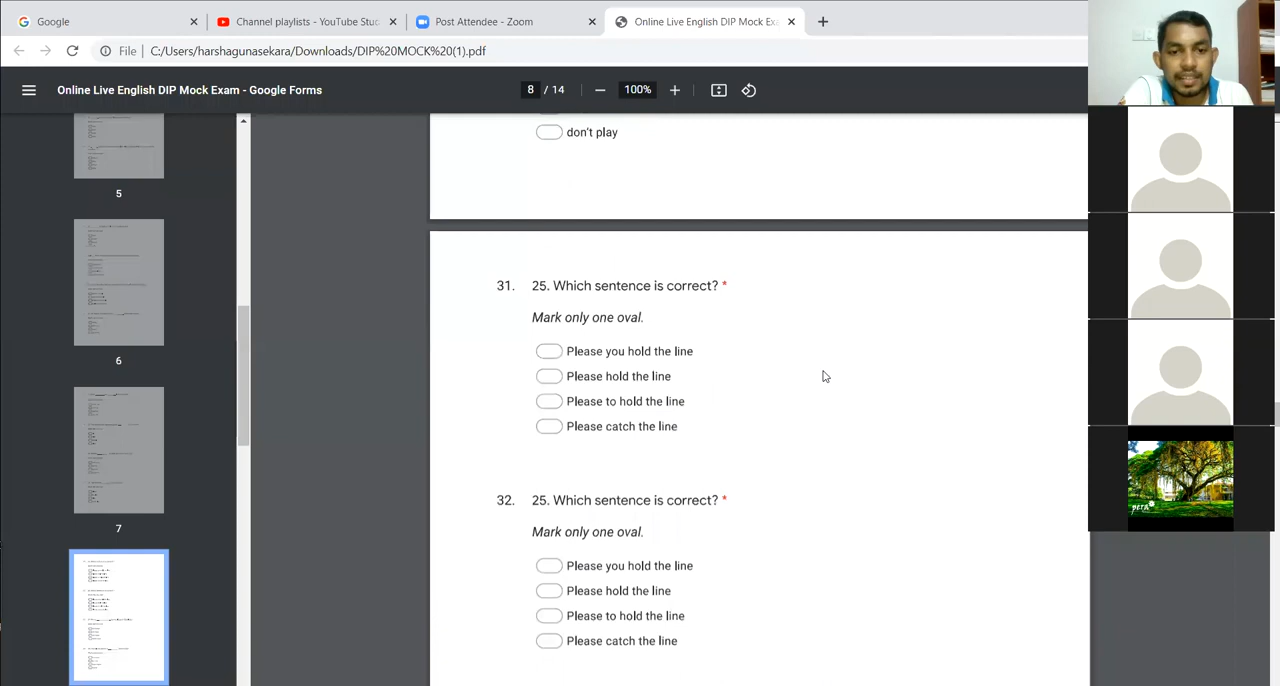 Google
Channel playlists - YouTube Stud
Post Attendee - Zoom
Online Live English DIP Mock Exa
File
C:/Users/harshagunasekara/Downloads/DIP%20MOCK%20(1).pdf
Online Live English DIP Mock Exam - Google Forms
8 / 14
100%
don't play
5
6
7
31. 25. Which sentence is correct? *
Mark only one oval.
Please you hold the line
Please hold the line
Please to hold the line
Please catch the line
32. 25. Which sentence is correct? *
Mark only one oval.
Please you hold the line
Please hold the line
Please to hold the line
Please catch the line
pera